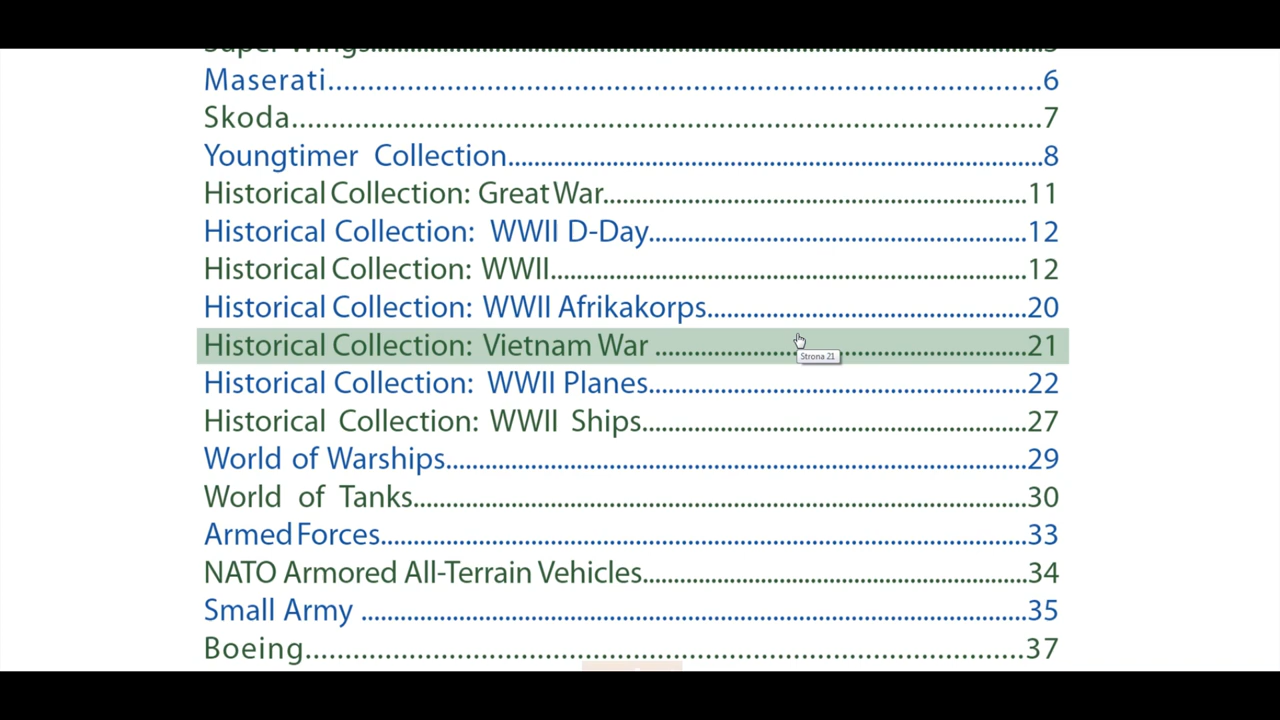 Super Wings........................................................................................................5
Maserati...............................................................................6
Skoda....................................................................................7
Youngtimer Collection..................................................................................8
Historical Collection: Great War................................................................11
Historical Collection: WWII D-Day.........................................................12
Historical Collection: WWII........................................................................12
Historical Collection: WWII Afrikakorps................................................20
Historical Collection: Vietnam War ........................................................21
Strona 21
Historical Collection: WWII Planes.........................................................22
Historical Collection: WWII Ships..........................................................27
World of Warships.......................................................................................29
World of Tanks............................................................................................30
Armed Forces.................................................................................................33
NATO Armored All-Terrain Vehicles..........................................................34
Small Army ...................................................................................................35
Boeing..................................................................................37